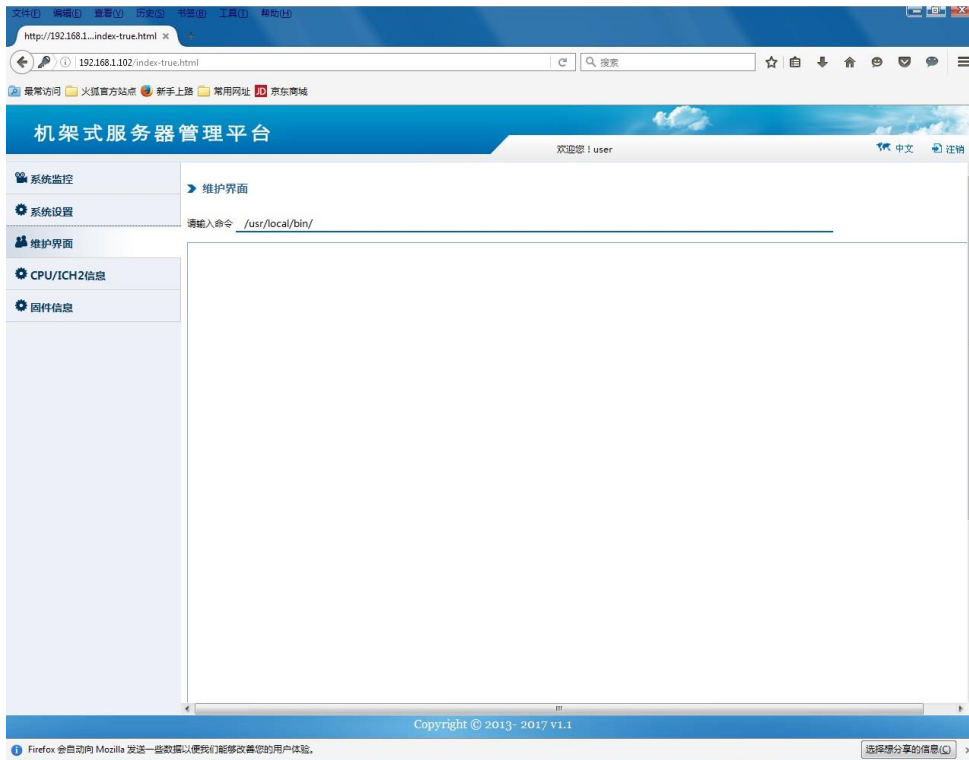 文件(F) 编辑(E) 查看(V) 历史(S) 书签(B) 工具(T) 帮助(H)
http://192.168.1...index-true.html × +
192.168.1.102/index-true.html 搜索
最常访问 火狐官方站点 新手上路 常用网址 JD 京东商城
机架式服务器管理平台
欢迎您！user 中文 注销
系统监控
系统设置
维护界面
CPU/ICH2信息
固件信息
维护界面
请输入命令 /usr/local/bin/
Copyright © 2013- 2017 v1.1
Firefox 会自动向 Mozilla 发送一些数据以便我们能够改善您的用户体验。 选择想分享的信息(C) ×